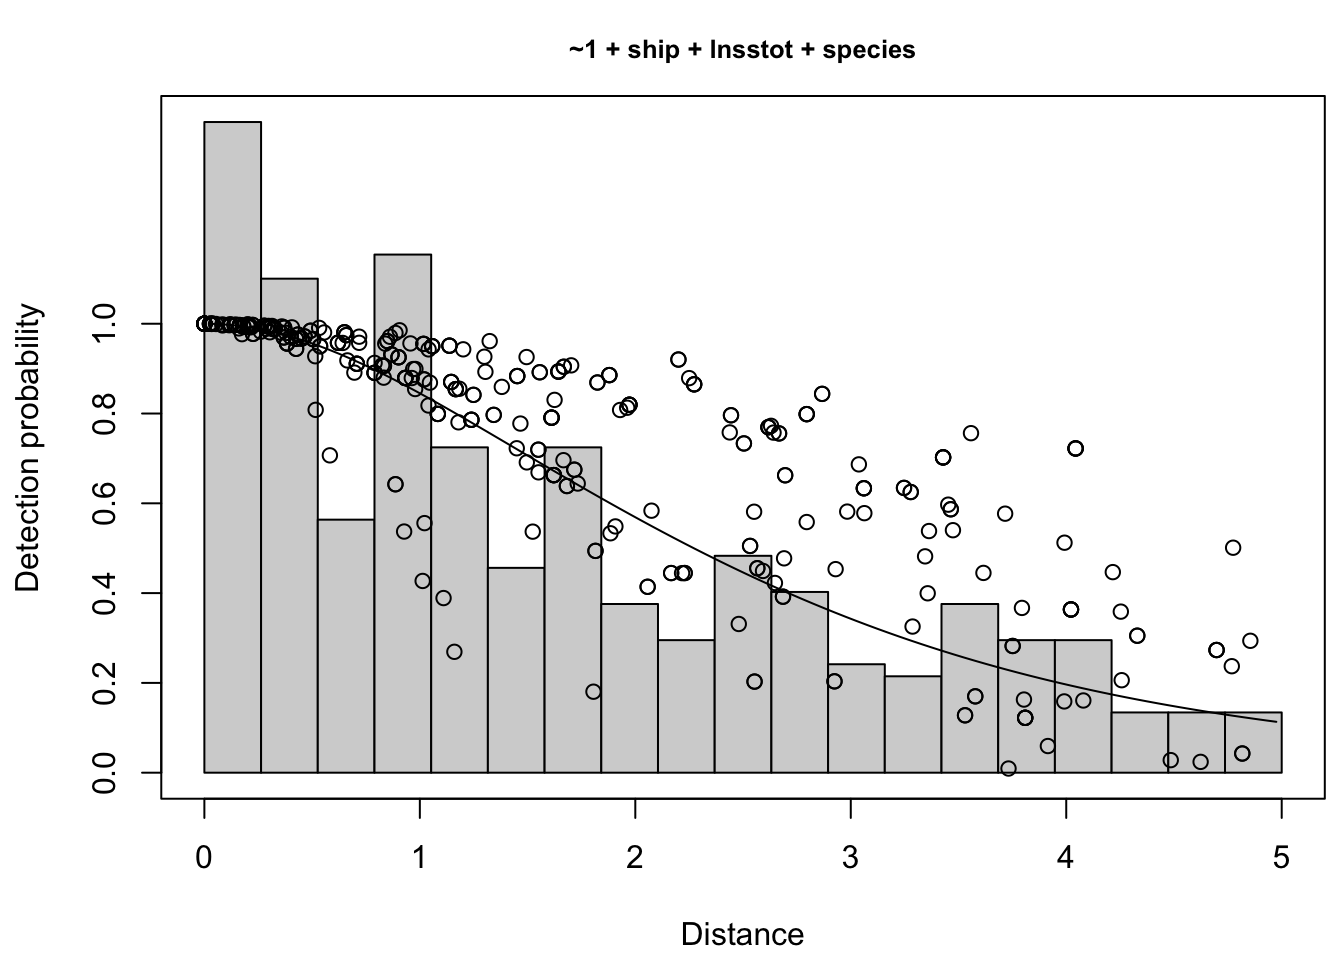 ~1 + ship + lnsstot + species
Detection probability
1.0
0.8
0.6
0.4
0.2
0.0
0 1 2 3 4 5
Distance